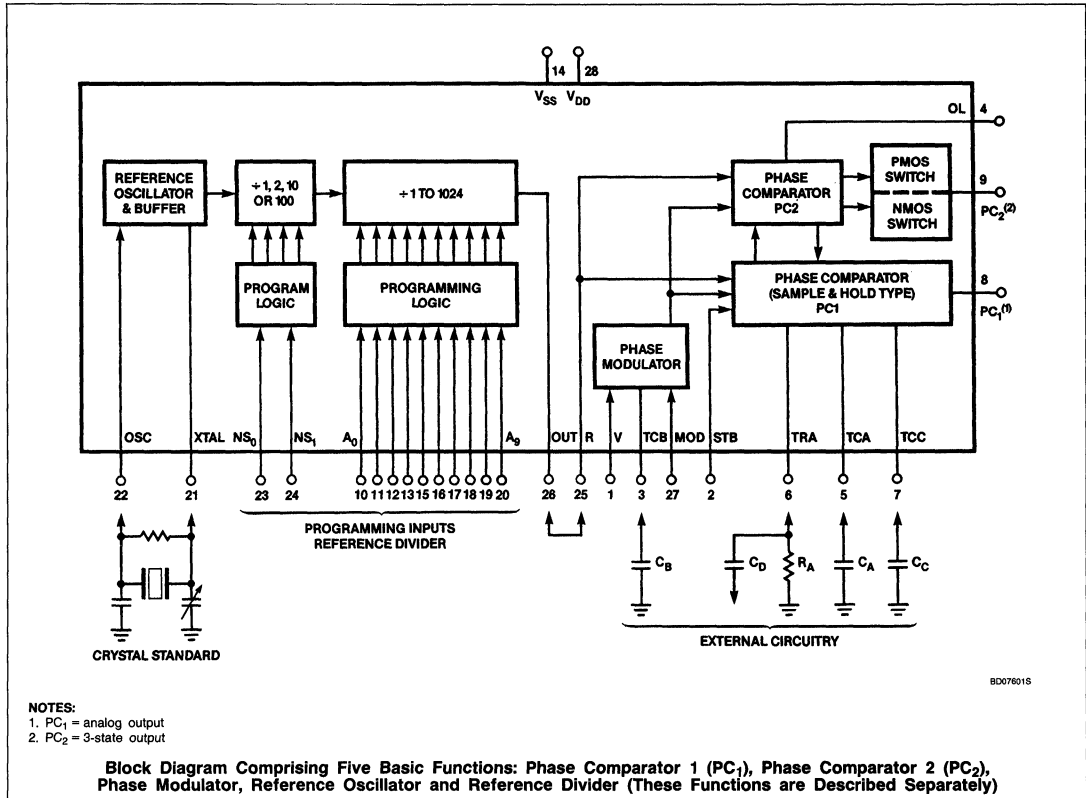 14 28
V_SS V_DD
OL 4
REFERENCE
OSCILLATOR
& BUFFER
÷ 1, 2, 10
OR 100
÷ 1 TO 1024
PHASE
COMPARATOR
PC2
PMOS
SWITCH
NMOS
SWITCH
9
PC2(2)
PROGRAM
LOGIC
PROGRAMMING
LOGIC
PHASE COMPARATOR
(SAMPLE & HOLD TYPE)
PC1
8
PC1(1)
PHASE
MODULATOR
OSC XTAL NS0 NS1 A0 A9 OUT R V TCB MOD STB TRA TCA TCC
22 21 23 24 10 11 12 13 15 16 17 18 19 20 26 25 1 3 27 2 6 5 7
PROGRAMMING INPUTS
REFERENCE DIVIDER
CB CD RA CA CC
EXTERNAL CIRCUITRY
CRYSTAL STANDARD
BD07601S
NOTES:
1. PC1 = analog output
2. PC2 = 3-state output
Block Diagram Comprising Five Basic Functions: Phase Comparator 1 (PC1), Phase Comparator 2 (PC2),
Phase Modulator, Reference Oscillator and Reference Divider (These Functions are Described Separately)